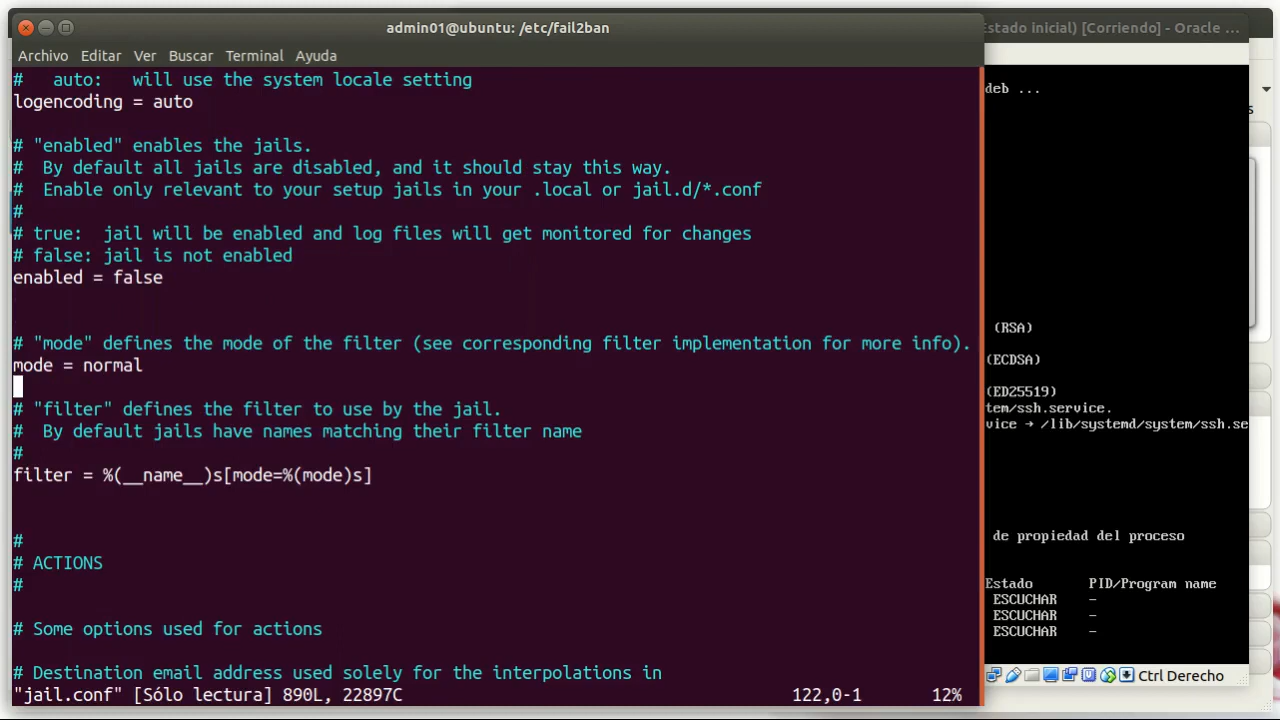 admin01@ubuntu: /etc/fail2ban
Estado inicial) [Corriendo] - Oracle ...
Archivo Editar Ver Buscar Terminal Ayuda
#   auto:   will use the system locale setting
logencoding = auto
# "enabled" enables the jails.
#  By default all jails are disabled, and it should stay this way.
#  Enable only relevant to your setup jails in your .local or jail.d/*.conf
#
# true:  jail will be enabled and log files will get monitored for changes
# false: jail is not enabled
enabled = false
# "mode" defines the mode of the filter (see corresponding filter implementation for more info).
mode = normal
# "filter" defines the filter to use by the jail.
#  By default jails have names matching their filter name
#
filter = %(__name__)s[mode=%(mode)s]
#
# ACTIONS
#
# Some options used for actions
# Destination email address used solely for the interpolations in
"jail.conf" [Sólo lectura] 890L, 22897C 122,0-1 12%
deb ...
(RSA)
(ECDSA)
(ED25519)
tem/ssh.service.
vice → /lib/systemd/system/ssh.se
de propiedad del proceso
Estado PID/Program name
ESCUCHAR -
ESCUCHAR -
ESCUCHAR -
Ctrl Derecho